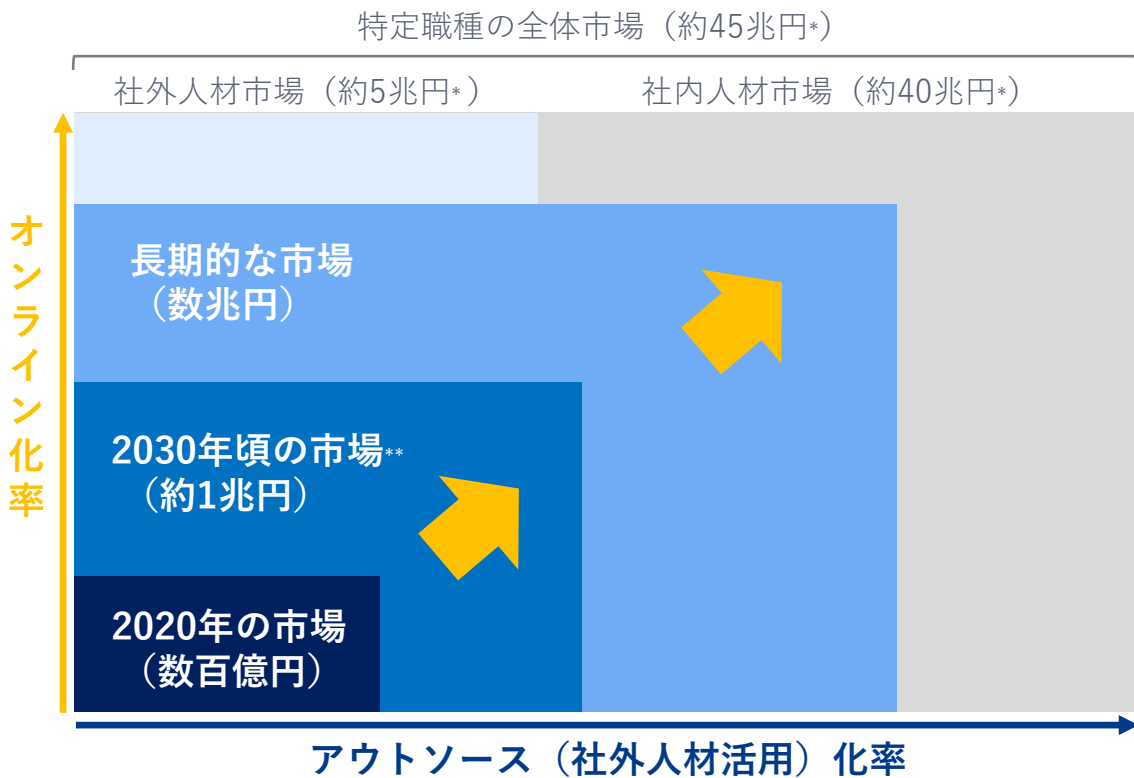 特定職種の全体市場（約45兆円*）
社外人材市場（約5兆円*）
社内人材市場（約40兆円*）
オンライン化率
長期的な市場
（数兆円）
2030年頃の市場**
（約1兆円）
2020年の市場
（数百億円）
アウトソース（社外人材活用）化率